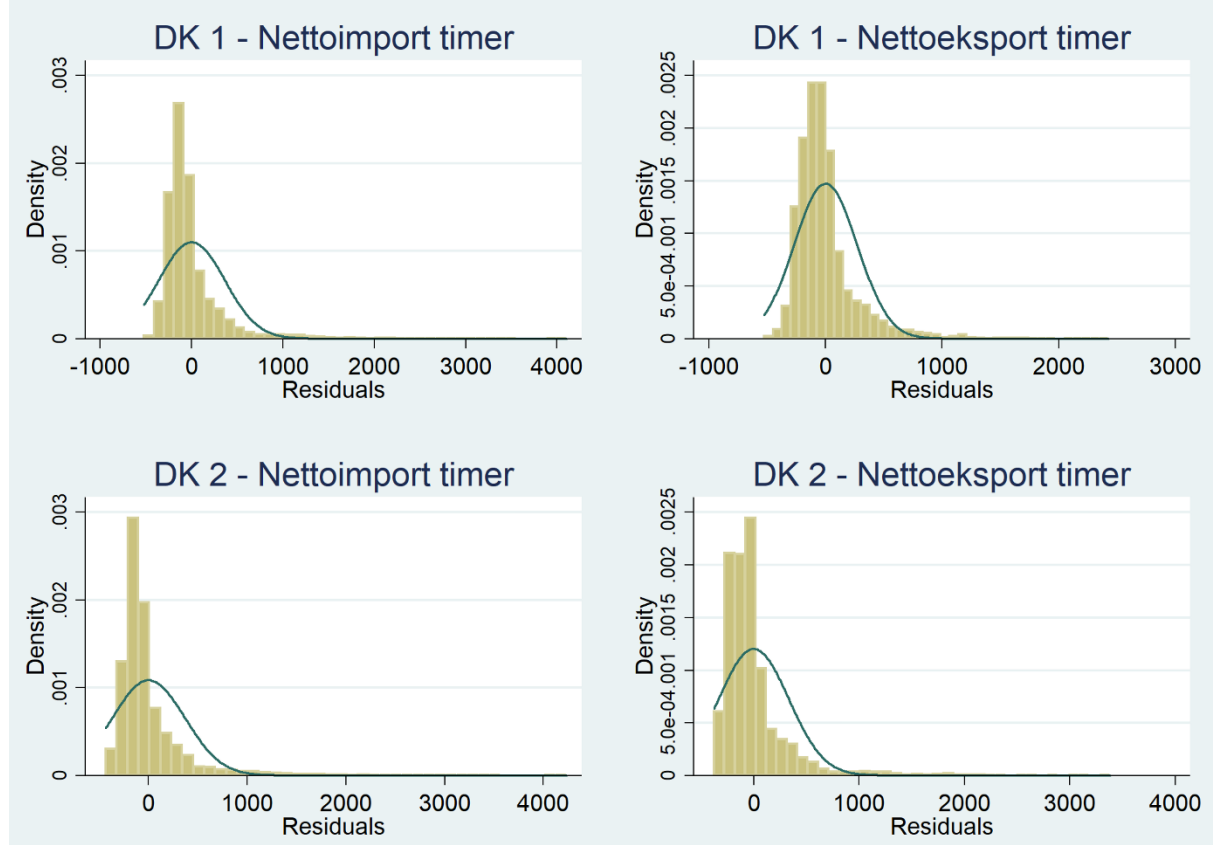 DK 1 - Nettoimport timer
Density
.003
.002
.001
0
-1000 0 1000 2000 3000 4000
Residuals
DK 1 - Nettoeksport timer
Density
.0025
.002
.0015
.001
5.0e-04
0
-1000 0 1000 2000 3000
Residuals
DK 2 - Nettoimport timer
Density
.003
.002
.001
0
0 1000 2000 3000 4000
Residuals
DK 2 - Nettoeksport timer
Density
.0025
.002
.0015
.001
5.0e-04
0
0 1000 2000 3000 4000
Residuals